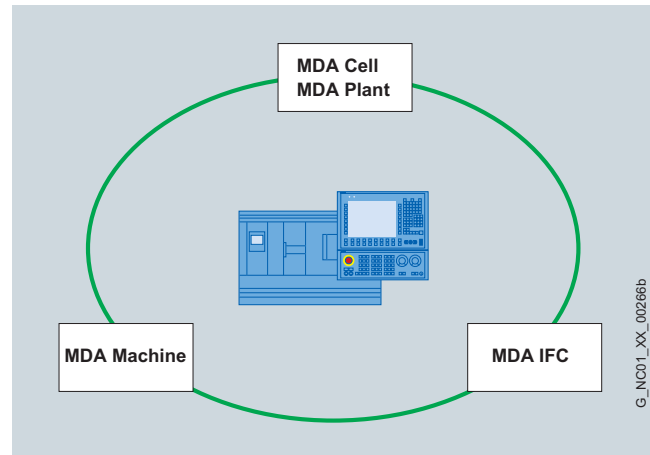 MDA Cell
MDA Plant
MDA Machine
MDA IFC
G_NC01_XX_00266b